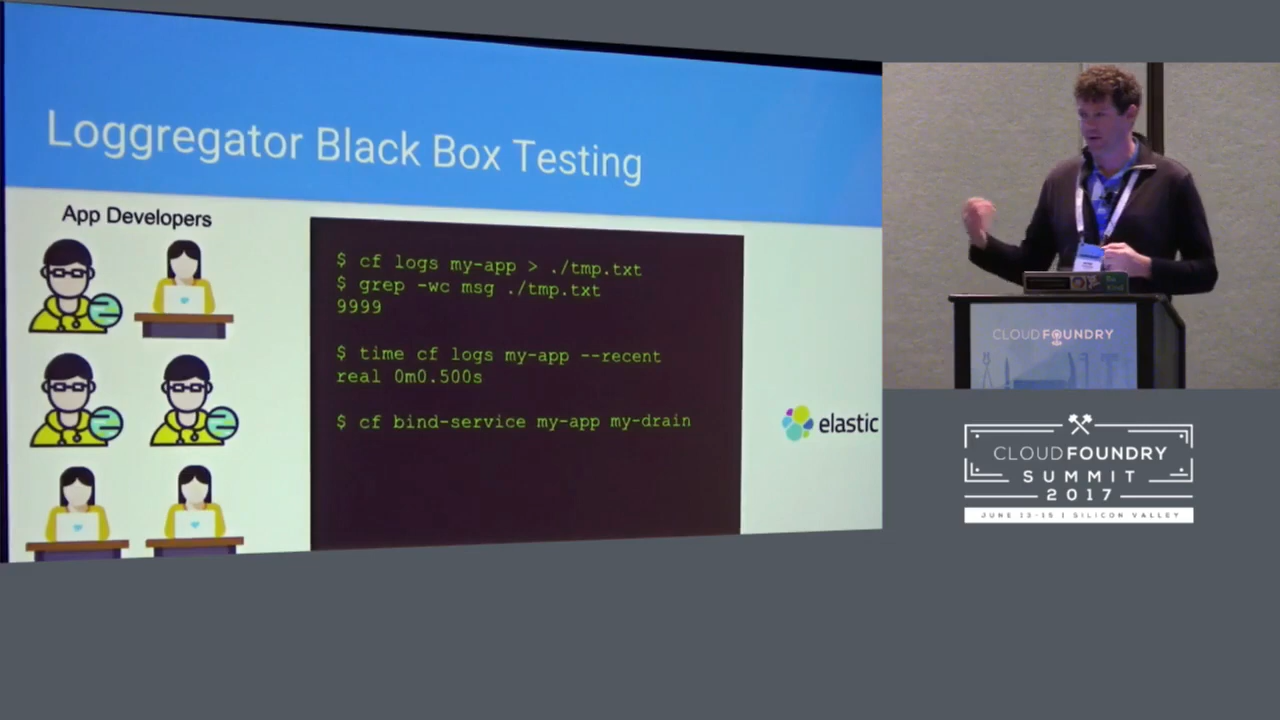 Loggregator Black Box Testing
App Developers
$ cf logs my-app > ./tmp.txt
$ grep -wc msg ./tmp.txt
9999
$ time cf logs my-app --recent
real 0m0.500s
$ cf bind-service my-app my-drain
elastic
CLOUD FOUNDRY
CLOUD FOUNDRY
SUMMIT
2017
JUNE 13-15 | SILICON VALLEY